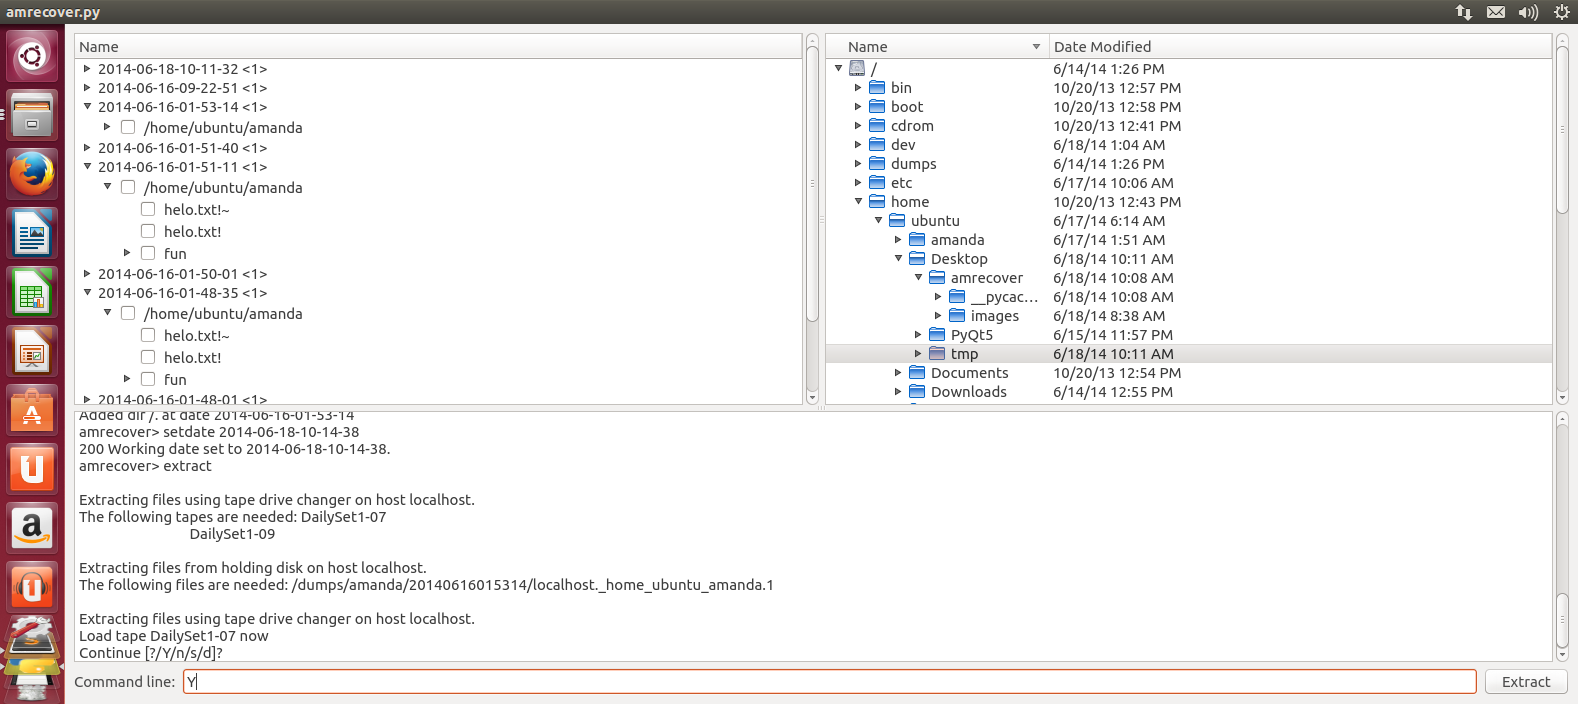 amrecover.py
Name
2014-06-18-10-11-32 <1>
2014-06-16-09-22-51 <1>
2014-06-16-01-53-14 <1>
/home/ubuntu/amanda
2014-06-16-01-51-40 <1>
2014-06-16-01-51-11 <1>
/home/ubuntu/amanda
helo.txt!~
helo.txt!
fun
2014-06-16-01-50-01 <1>
2014-06-16-01-48-35 <1>
/home/ubuntu/amanda
helo.txt!~
helo.txt!
fun
2014-06-16-01-48-01 <1>
Name Date Modified
/ 6/14/14 1:26 PM
bin 10/20/13 12:57 PM
boot 10/20/13 12:58 PM
cdrom 10/20/13 12:41 PM
dev 6/18/14 1:04 AM
dumps 6/14/14 1:26 PM
etc 6/17/14 10:06 AM
home 10/20/13 12:43 PM
ubuntu 6/17/14 6:14 AM
amanda 6/17/14 1:51 AM
Desktop 6/18/14 10:11 AM
amrecover 6/18/14 10:08 AM
__pycac... 6/18/14 10:08 AM
images 6/18/14 8:38 AM
PyQt5 6/15/14 11:57 PM
tmp 6/18/14 10:11 AM
Documents 10/20/13 12:54 PM
Downloads 6/14/14 12:55 PM
Added dir /. at date 2014-06-16-01-53-14
amrecover> setdate 2014-06-18-10-14-38
200 Working date set to 2014-06-18-10-14-38.
amrecover> extract
Extracting files using tape drive changer on host localhost.
The following tapes are needed: DailySet1-07
DailySet1-09
Extracting files from holding disk on host localhost.
The following files are needed: /dumps/amanda/20140616015314/localhost._home_ubuntu_amanda.1
Extracting files using tape drive changer on host localhost.
Load tape DailySet1-07 now
Continue [?/Y/n/s/d]?
Command line: Y Extract